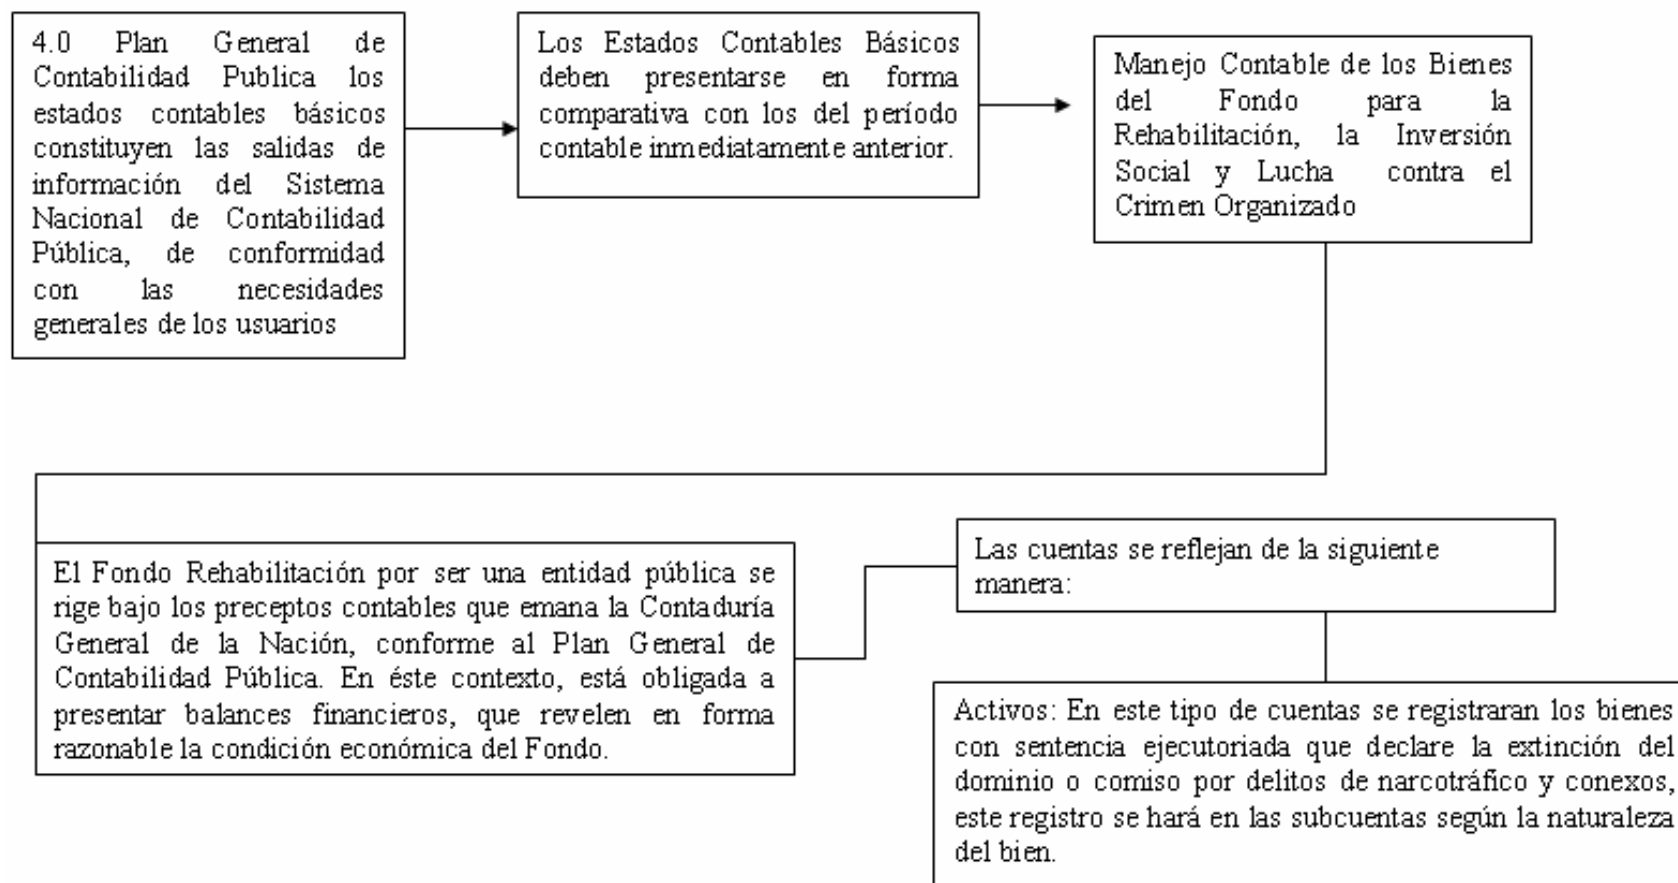 4.0 Plan General de
Contabilidad Publica los
estados contables básicos
constituyen las salidas de
información del Sistema
Nacional de Contabilidad
Pública, de conformidad
con las necesidades
generales de los usuarios
Los Estados Contables Básicos
deben presentarse en forma
comparativa con los del período
contable inmediatamente anterior.
Manejo Contable de los Bienes
del Fondo para la
Rehabilitación, la Inversión
Social y Lucha contra el
Crimen Organizado
El Fondo Rehabilitación por ser una entidad pública se
rige bajo los preceptos contables que emana la Contaduría
General de la Nación, conforme al Plan General de
Contabilidad Pública. En éste contexto, está obligada a
presentar balances financieros, que revelen en forma
razonable la condición económica del Fondo.
Las cuentas se reflejan de la siguiente
manera:
Activos: En este tipo de cuentas se registraran los bienes
con sentencia ejecutoriada que declare la extinción del
dominio o comiso por delitos de narcotráfico y conexos,
este registro se hará en las subcuentas según la naturaleza
del bien.